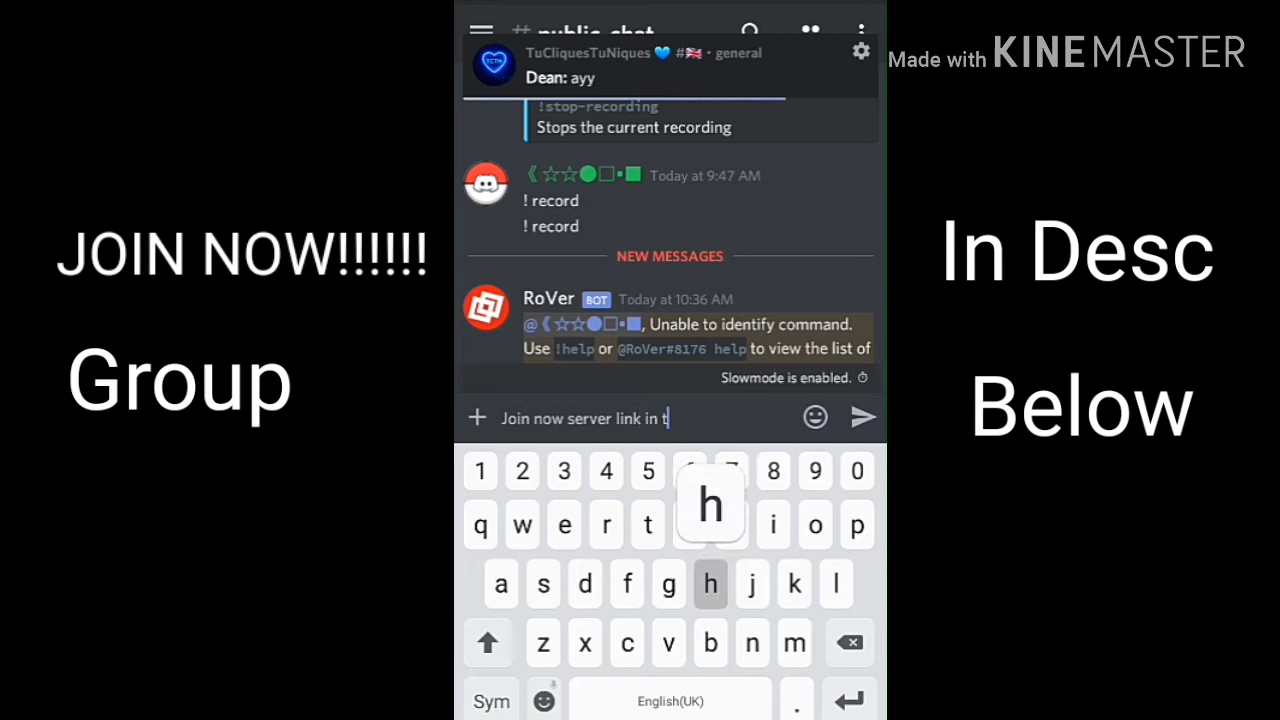 # public-chat
TuCliquesTuNiques 💙 #🇬🇧 • general
Dean: ayy
TCTN
Made with KINEMASTER
!stop-recording
Stops the current recording
《☆☆●□▪■ Today at 9:47 AM
! record
! record
NEW MESSAGES
RoVer BOT Today at 10:36 AM
@《☆☆●□▪■, Unable to identify command.
Use !help or @RoVer#8176 help to view the list of
Slowmode is enabled.
Join now server link in t
JOIN NOW!!!!!!
Group
In Desc
Below
1 2 3 4 5 8 9 0
q w e r t i o p
h
a s d f g h j k l
z x c v b n m
Sym English(UK) .